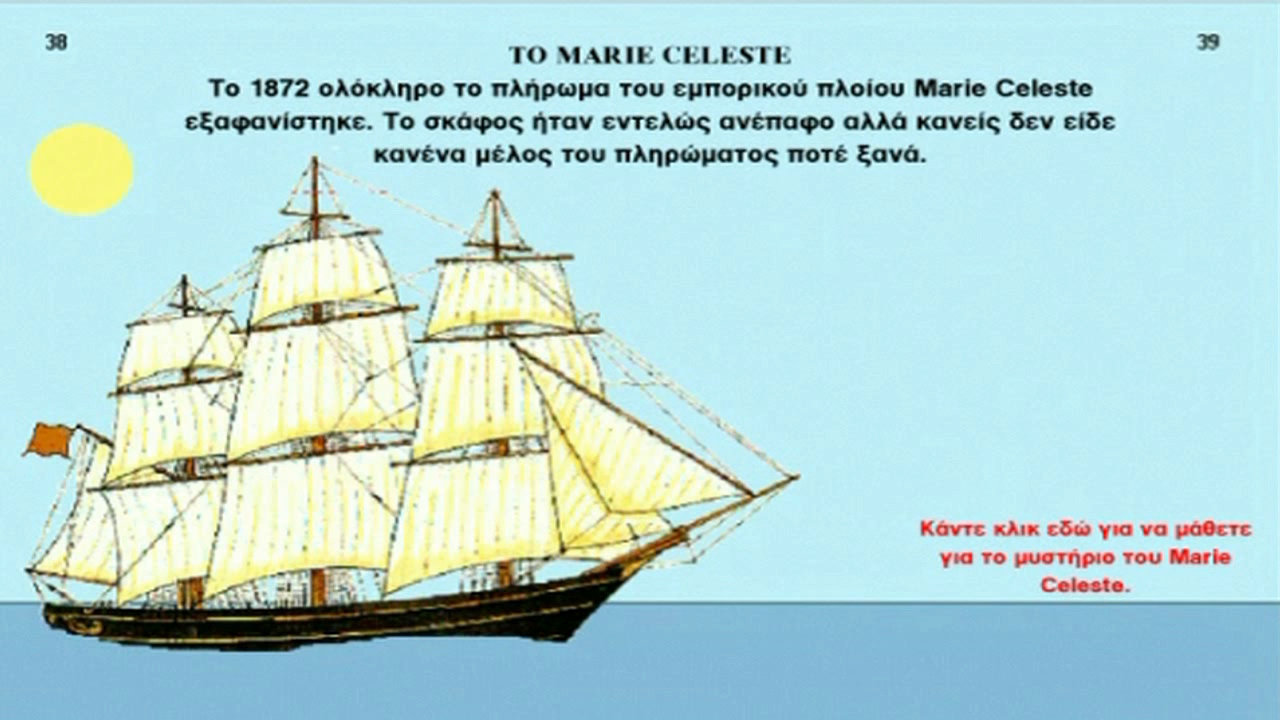 38
39
ΤΟ MARIE CELESTE
Το 1872 ολόκληρο το πλήρωμα του εμπορικού πλοίου Marie Celeste
εξαφανίστηκε. Το σκάφος ήταν εντελώς ανέπαφο αλλά κανείς δεν είδε
κανένα μέλος του πληρώματος ποτέ ξανά.
Κάντε κλικ εδώ για να μάθετε
για το μυστήριο του Marie
Celeste.